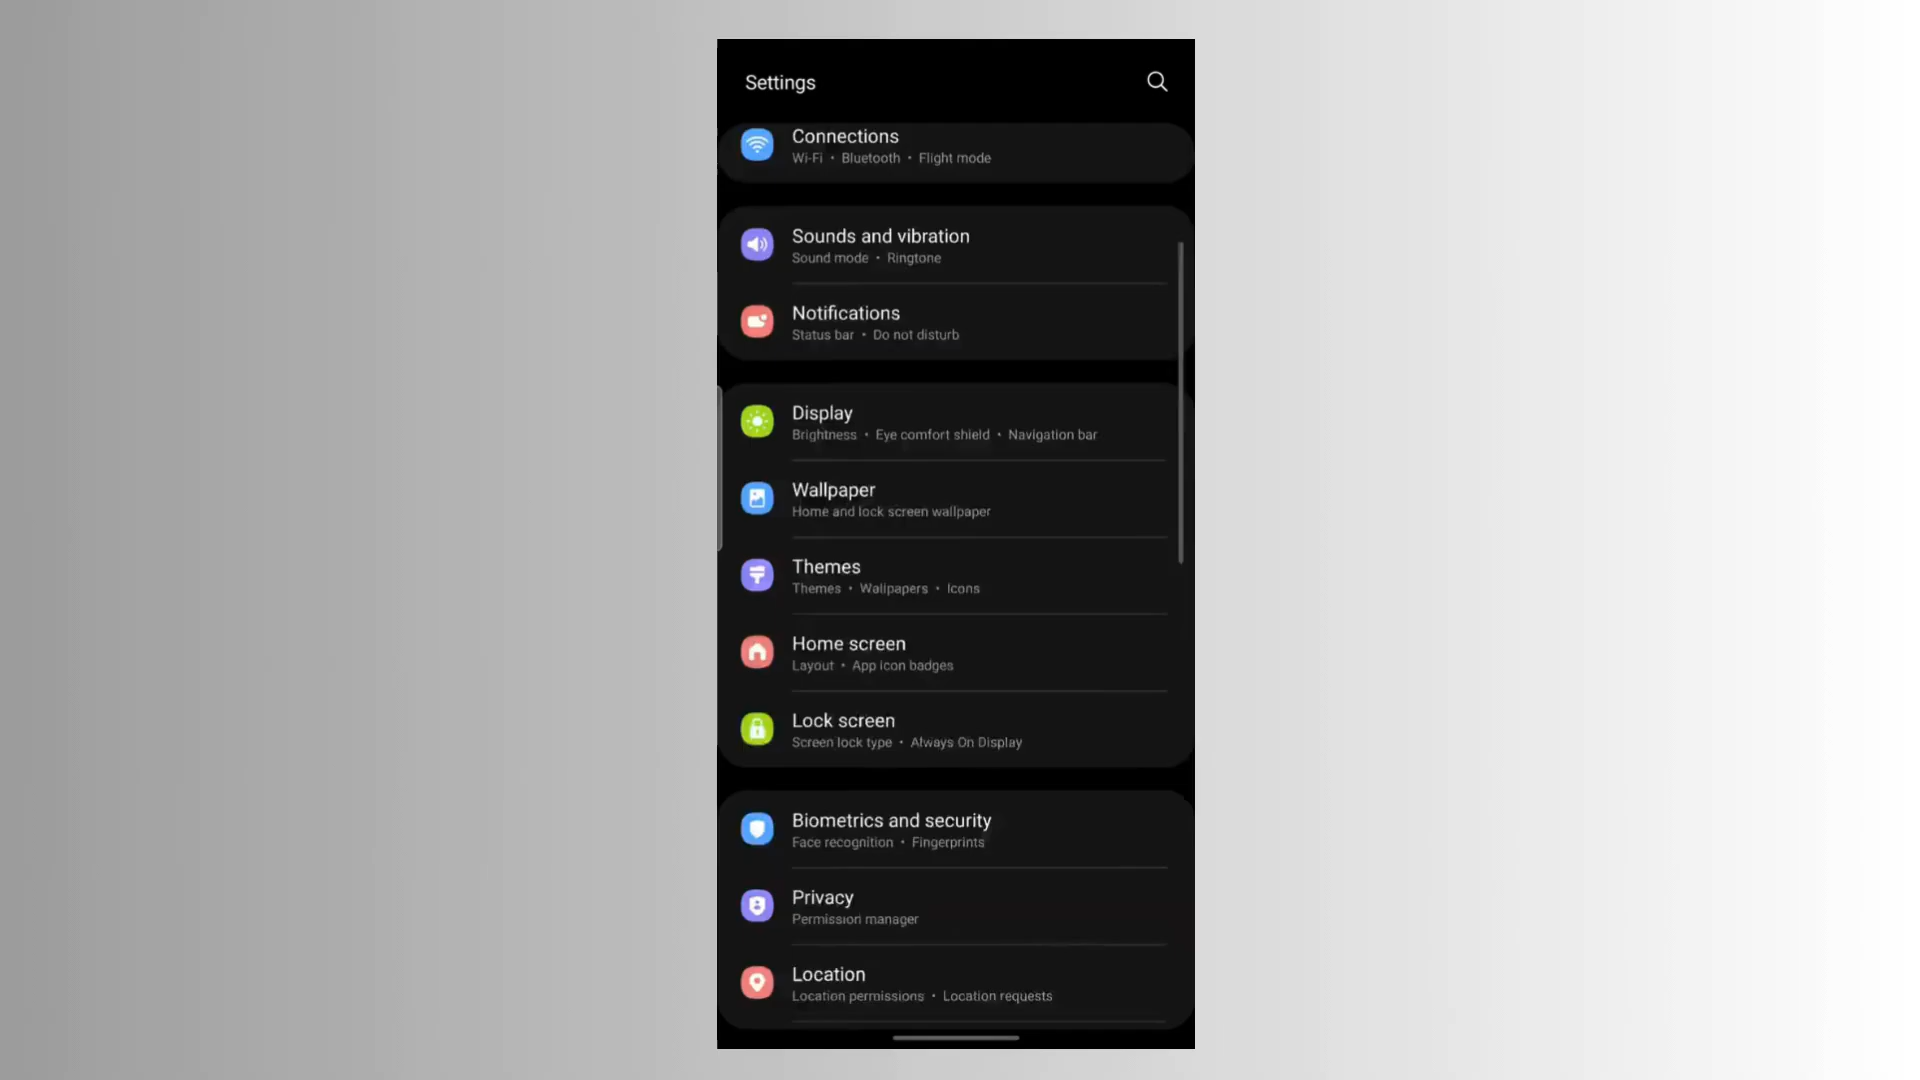 Settings
Connections
Wi-Fi • Bluetooth • Flight mode
Sounds and vibration
Sound mode • Ringtone
Notifications
Status bar • Do not disturb
Display
Brightness • Eye comfort shield • Navigation bar
Wallpaper
Home and lock screen wallpaper
Themes
Themes • Wallpapers • Icons
Home screen
Layout • App icon badges
Lock screen
Screen lock type • Always On Display
Biometrics and security
Face recognition • Fingerprints
Privacy
Permission manager
Location
Location permissions • Location requests